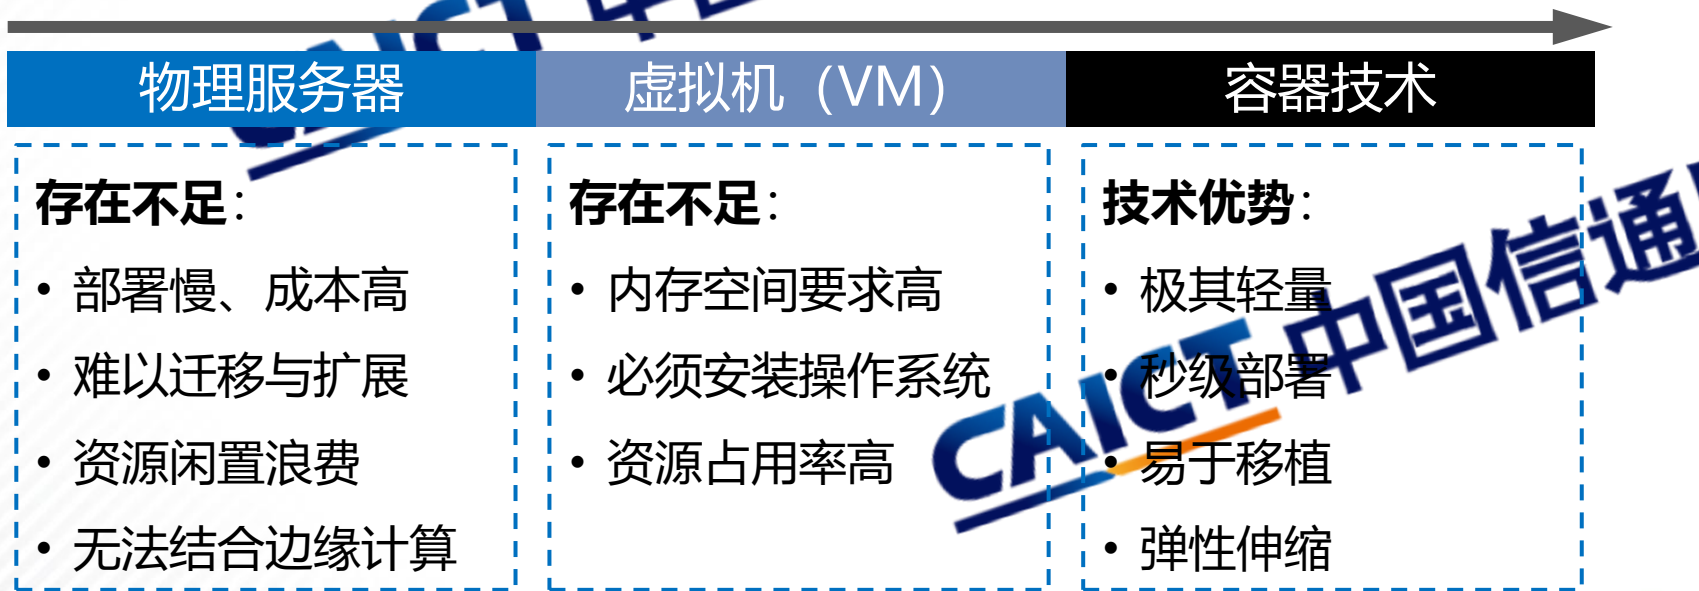 物理服务器
虚拟机（VM）
容器技术
存在不足：
• 部署慢、成本高
• 难以迁移与扩展
• 资源闲置浪费
• 无法结合边缘计算
存在不足：
• 内存空间要求高
• 必须安装操作系统
• 资源占用率高
技术优势：
• 极其轻量
• 秒级部署
• 易于移植
• 弹性伸缩
CAICT 中国信通